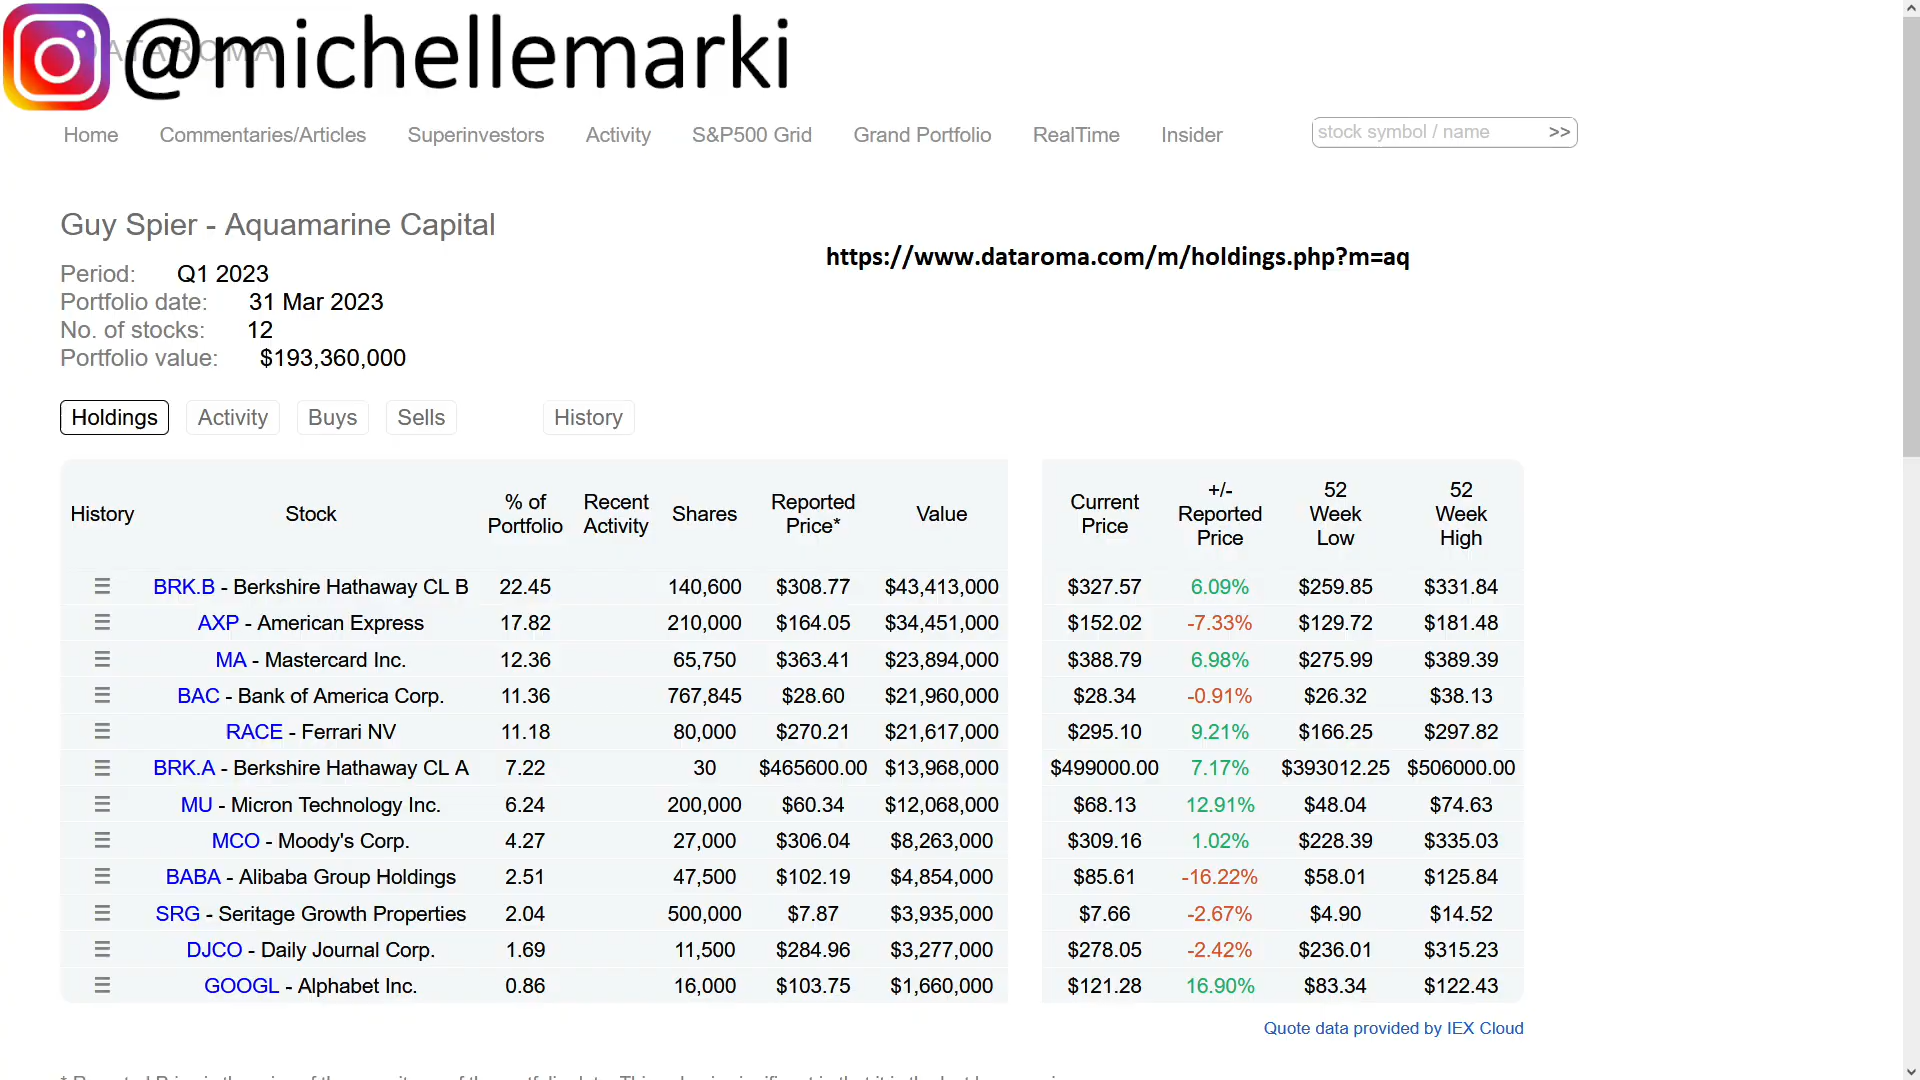 DATAROMA
@michellemarki
Home Commentaries/Articles Superinvestors Activity S&P500 Grid Grand Portfolio RealTime Insider stock symbol / name >>
Guy Spier - Aquamarine Capital
https://www.dataroma.com/m/holdings.php?m=aq
Period: Q1 2023
Portfolio date: 31 Mar 2023
No. of stocks: 12
Portfolio value: $193,360,000
Holdings Activity Buys Sells History
History Stock % of Portfolio Recent Activity Shares Reported Price* Value Current Price +/- Reported Price 52 Week Low 52 Week High
BRK.B - Berkshire Hathaway CL B 22.45 140,600 $308.77 $43,413,000 $327.57 6.09% $259.85 $331.84
AXP - American Express 17.82 210,000 $164.05 $34,451,000 $152.02 -7.33% $129.72 $181.48
MA - Mastercard Inc. 12.36 65,750 $363.41 $23,894,000 $388.79 6.98% $275.99 $389.39
BAC - Bank of America Corp. 11.36 767,845 $28.60 $21,960,000 $28.34 -0.91% $26.32 $38.13
RACE - Ferrari NV 11.18 80,000 $270.21 $21,617,000 $295.10 9.21% $166.25 $297.82
BRK.A - Berkshire Hathaway CL A 7.22 30 $465600.00 $13,968,000 $499000.00 7.17% $393012.25 $506000.00
MU - Micron Technology Inc. 6.24 200,000 $60.34 $12,068,000 $68.13 12.91% $48.04 $74.63
MCO - Moody's Corp. 4.27 27,000 $306.04 $8,263,000 $309.16 1.02% $228.39 $335.03
BABA - Alibaba Group Holdings 2.51 47,500 $102.19 $4,854,000 $85.61 -16.22% $58.01 $125.84
SRG - Seritage Growth Properties 2.04 500,000 $7.87 $3,935,000 $7.66 -2.67% $4.90 $14.52
DJCO - Daily Journal Corp. 1.69 11,500 $284.96 $3,277,000 $278.05 -2.42% $236.01 $315.23
GOOGL - Alphabet Inc. 0.86 16,000 $103.75 $1,660,000 $121.28 16.90% $83.34 $122.43
Quote data provided by IEX Cloud